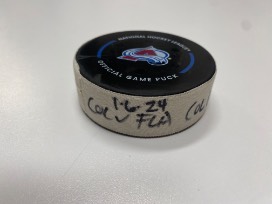 NATIONAL HOCKEY LEAGUE
OFFICIAL GAME PUCK
1-6-24
COL v FLA
COL